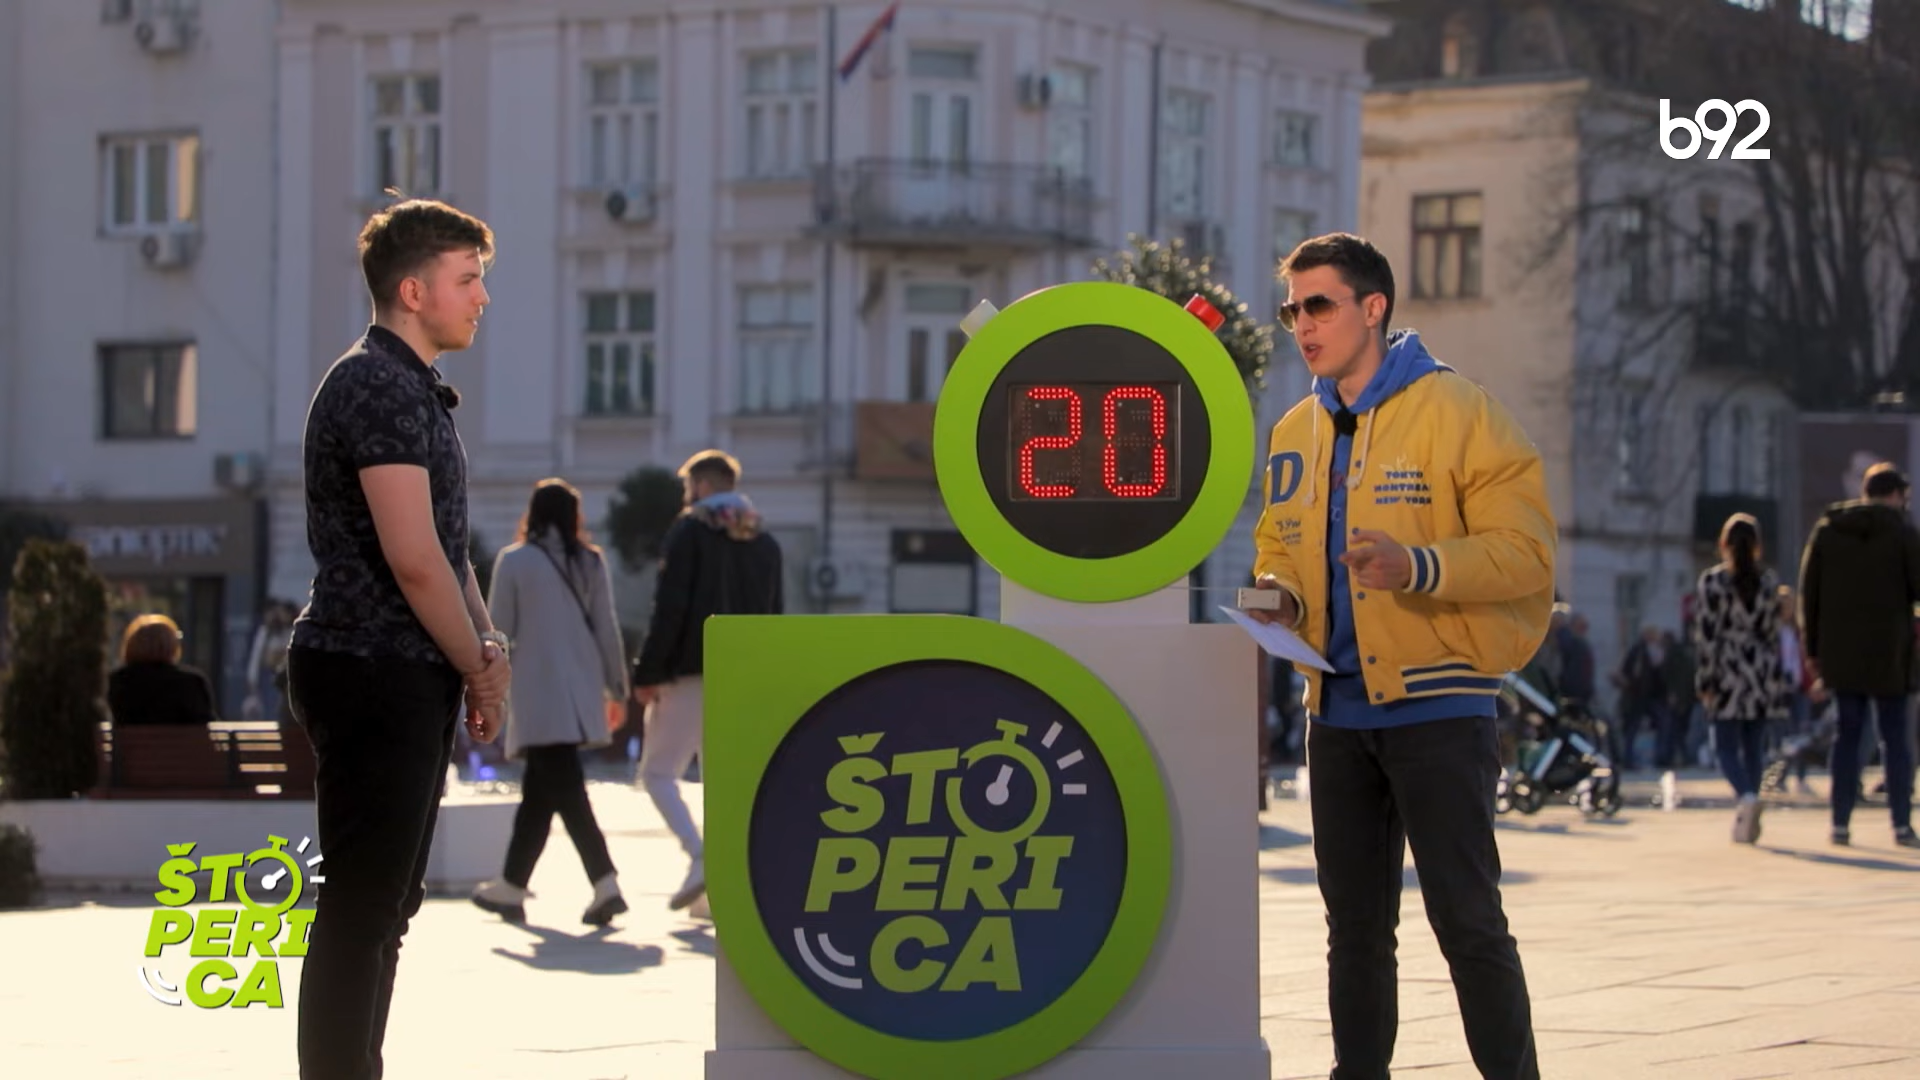 b92
20
D
TOKYO
MONTREAL
NEW YORK
ŠTO
PERI
CA
ŠTO
PERI
CA